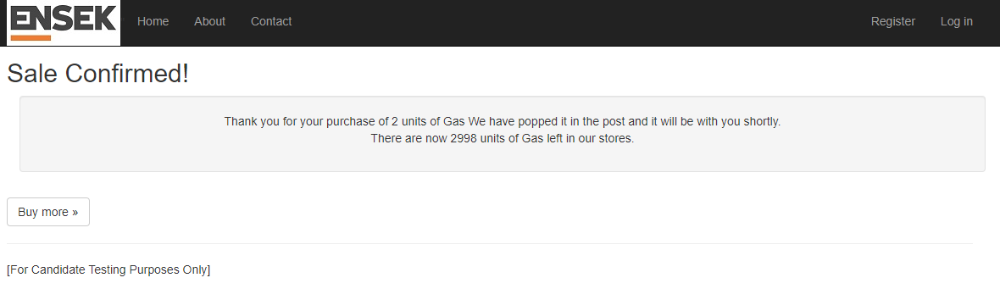 ENSEK Home About Contact Register Log in
Sale Confirmed!
Thank you for your purchase of 2 units of Gas We have popped it in the post and it will be with you shortly.
There are now 2998 units of Gas left in our stores.
Buy more »
[For Candidate Testing Purposes Only]